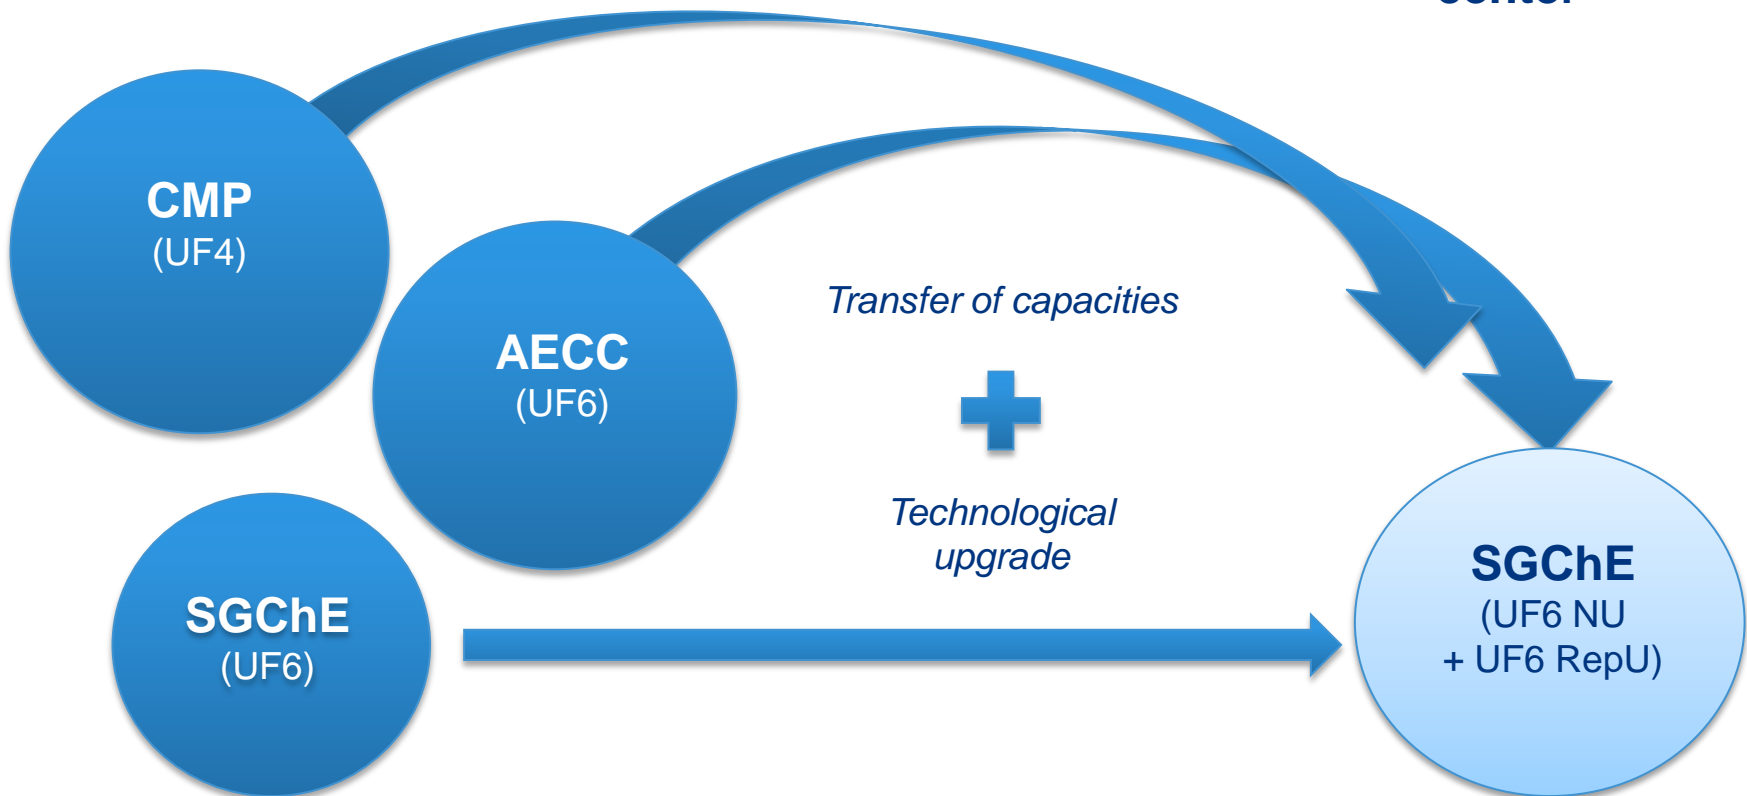 CMP
(UF4)
AECC
(UF6)
Transfer of capacities
Technological
upgrade
SGChE
(UF6)
SGChE
(UF6 NU
+ UF6 RepU)